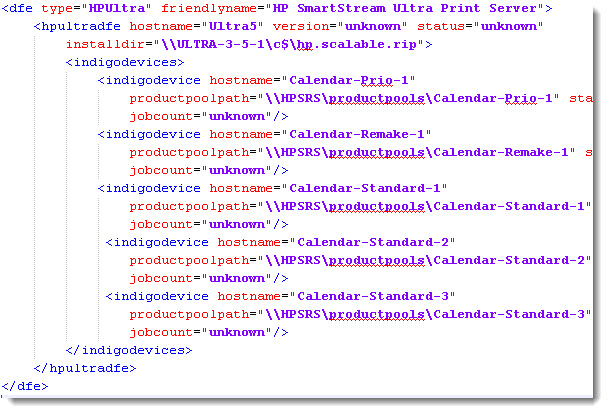 <dfe type="HPUltra" friendlyname="HP SmartStream Ultra Print Server">
<hpultradfe hostname="Ultra5" version="unknown" status="unknown"
installdir="\\ULTRA-3-5-1\c$\hp.scalable.rip">
<indigodevices>
<indigodevice hostname="Calendar-Prio-1"
productpoolpath="\\HPSRS\productpools\Calendar-Prio-1" sta
jobcount="unknown"/>
<indigodevice hostname="Calendar-Remake-1"
productpoolpath="\\HPSRS\productpools\Calendar-Remake-1" s
jobcount="unknown"/>
<indigodevice hostname="Calendar-Standard-1"
productpoolpath="\\HPSRS\productpools\Calendar-Standard-1"
jobcount="unknown"/>
<indigodevice hostname="Calendar-Standard-2"
productpoolpath="\\HPSRS\productpools\Calendar-Standard-2"
jobcount="unknown"/>
<indigodevice hostname="Calendar-Standard-3"
productpoolpath="\\HPSRS\productpools\Calendar-Standard-3"
jobcount="unknown"/>
</indigodevices>
</hpultradfe>
</dfe>